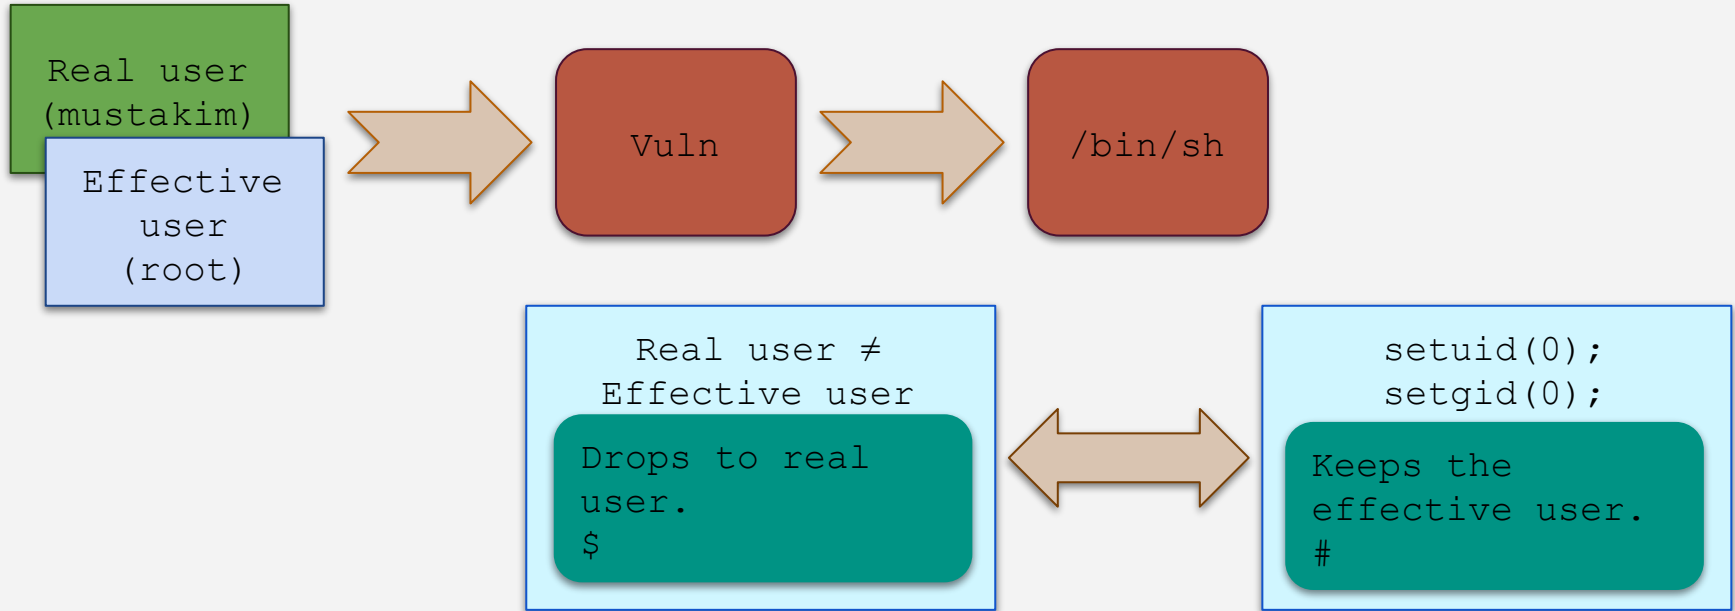 Real user
(mustakim)
Effective
user
(root)
Vuln
/bin/sh
Real user ≠
Effective user
Drops to real
user.
$
setuid(0);
setgid(0);
Keeps the
effective user.
#